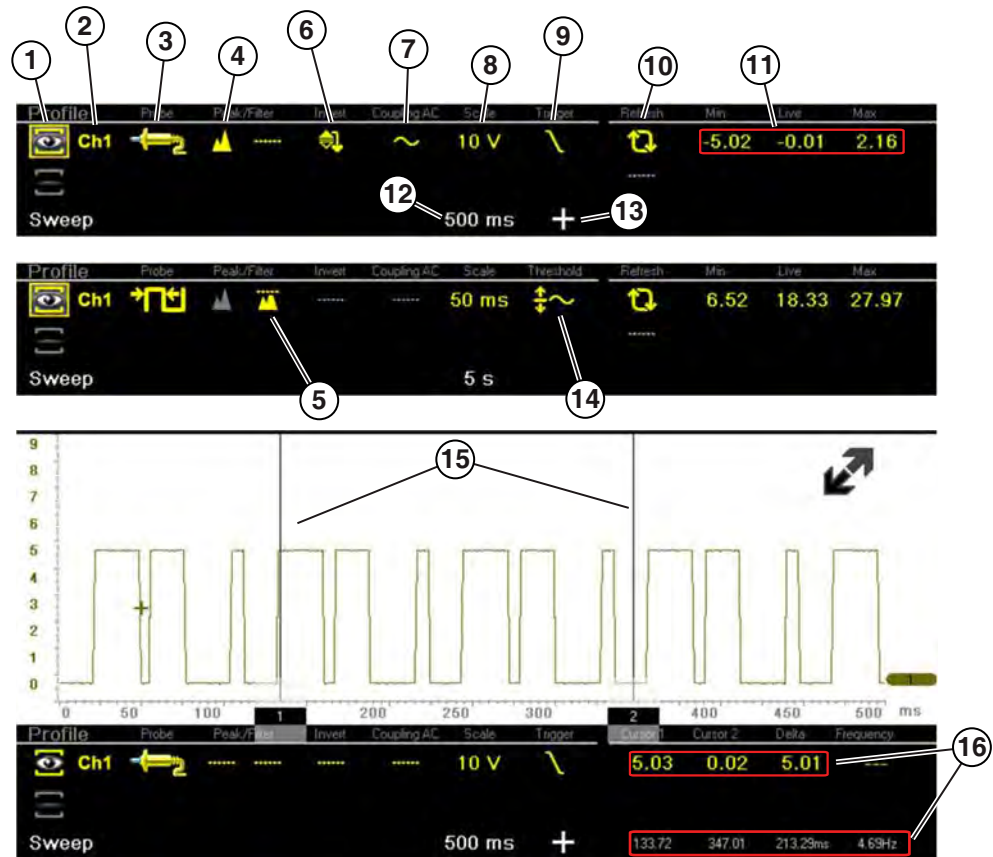 1 2 3 4 6 7 8 9 10 11
Profile Probe Peak/Filter Invert Coupling AC Scale Trigger Refresh Min Live Max
Ch1 10 V -5.02 -0.01 2.16
12 13
Sweep 500 ms
Profile Probe Peak/Filter Invert Coupling AC Scale Threshold Refresh Min Live Max
Ch1 50 ms 6.52 18.33 27.97
Sweep 5 s
5 14
9
8
15
7
6
5
4
3
2
1
0 1
0 50 100 1 200 250 300 2 400 450 500 ms
Profile Probe Peak/Filter Invert Coupling AC Scale Trigger Cursor 1 Cursor 2 Delta Frequency
16
Ch1 10 V 5.03 0.02 5.01 ---
Sweep 500 ms 133.72 347.01 213.29ms 4.69Hz